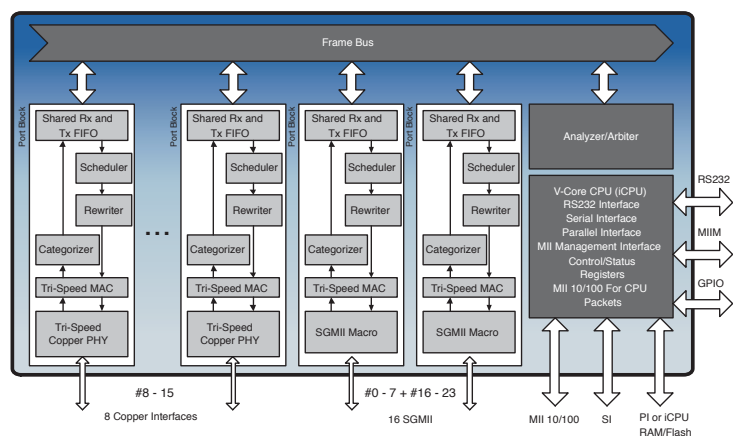 Frame Bus
Port Block
Shared Rx and
Tx FIFO
Scheduler
Rewriter
Categorizer
Tri-Speed MAC
Tri-Speed
Copper PHY
...
Port Block
Shared Rx and
Tx FIFO
Scheduler
Rewriter
Categorizer
Tri-Speed MAC
Tri-Speed
Copper PHY
Port Block
Shared Rx and
Tx FIFO
Scheduler
Rewriter
Categorizer
Tri-Speed MAC
SGMII Macro
Port Block
Shared Rx and
Tx FIFO
Scheduler
Rewriter
Categorizer
Tri-Speed MAC
SGMII Macro
Analyzer/Arbiter
V-Core CPU (iCPU)
RS232 Interface
Serial Interface
Parallel Interface
MII Management Interface
Control/Status
Registers
MII 10/100 For CPU
Packets
RS232
MIIM
GPIO
#8 - 15
8 Copper Interfaces
#0 - 7 + #16 - 23
16 SGMII
MII 10/100
SI
PI or iCPU
RAM/Flash